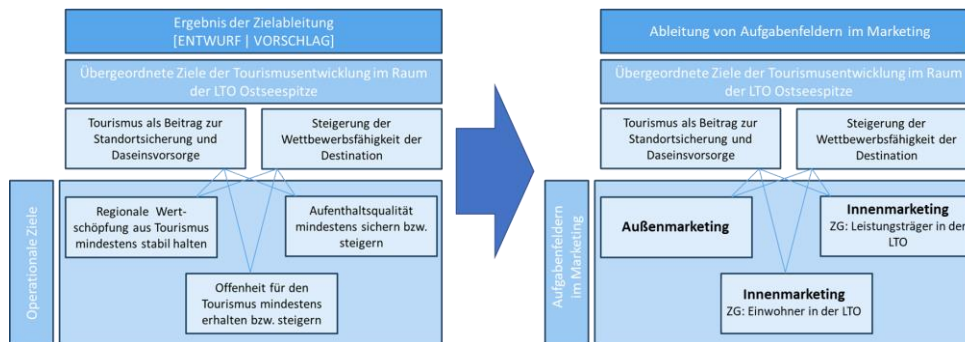 Ergebnis der Zielableitung
[ENTWURF | VORSCHLAG]
Übergeordnete Ziele der Tourismusentwicklung im Raum
der LTO Ostseespitze
Tourismus als Beitrag zur
Standortsicherung und
Daseinsvorsorge
Steigerung der
Wettbewerbsfähigkeit der
Destination
Operationale Ziele
Regionale Wert-
schöpfung aus Tourismus
mindestens stabil halten
Aufenthaltsqualität
mindestens sichern bzw.
steigern
Offenheit für den
Tourismus mindestens
erhalten bzw. steigern
Ableitung von Aufgabenfeldern im Marketing
Übergeordnete Ziele der Tourismusentwicklung im Raum
der LTO Ostseespitze
Tourismus als Beitrag zur
Standortsicherung und
Daseinsvorsorge
Steigerung der
Wettbewerbsfähigkeit der
Destination
Aufgabenfeldern
im Marketing
Außenmarketing
Innenmarketing
ZG: Leistungsträger in der
LTO
Innenmarketing
ZG: Einwohner in der LTO